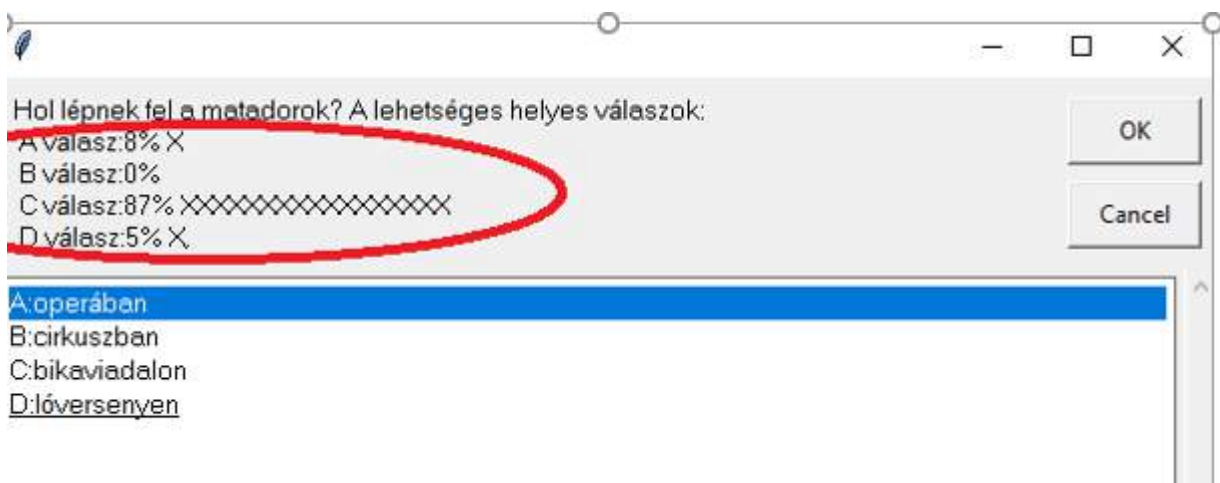 Hol lépnek fel a matadorok? A lehetséges helyes válaszok:
A válasz:8% X
B válasz:0%
C válasz:87% XXXXXXXXXXXXXXXXX
D válasz:5% X
OK
Cancel
A:operában
B:cirkuszban
C:bikaviadalon
D:lóversenyen